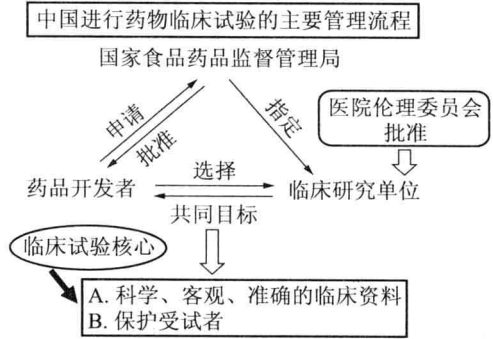 中国进行药物临床试验的主要管理流程
国家食品药品监督管理局
申请
批准
指定
医院伦理委员会
批准
药品开发者
选择
临床研究单位
共同目标
临床试验核心
A. 科学、客观、准确的临床资料
B. 保护受试者